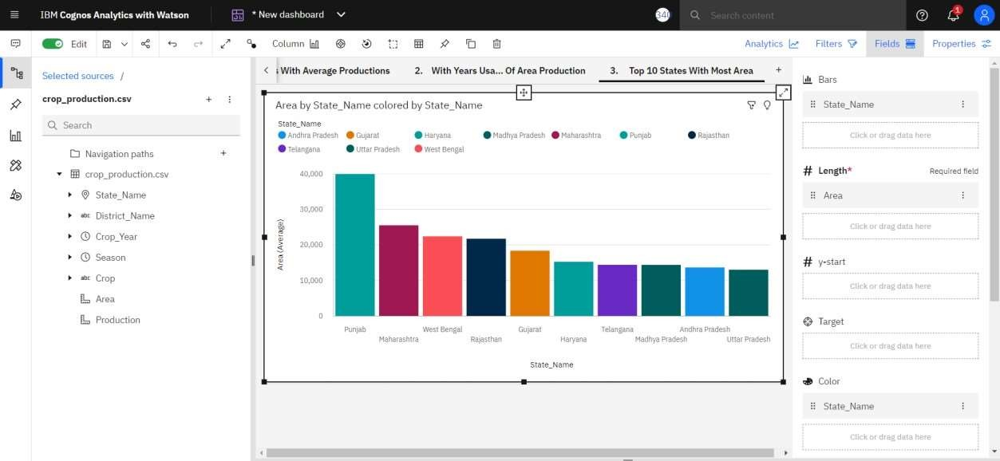 IBM Cognos Analytics with Watson
* New dashboard
340
Search content
1
Edit
Column
Analytics
Filters
Fields
Properties
Selected sources /
crop_production.csv
Search
Navigation paths
crop_production.csv
State_Name
abc District_Name
Crop_Year
Season
abc Crop
Area
Production
s With Average Productions
2. With Years Usa... Of Area Production
3. Top 10 States With Most Area
Area by State_Name colored by State_Name
State_Name
Andhra Pradesh Gujarat Haryana Madhya Pradesh Maharashtra Punjab Rajasthan
Telangana Uttar Pradesh West Bengal
Area (Average)
40,000
30,000
20,000
10,000
0
Punjab West Bengal Gujarat Telangana Andhra Pradesh
Maharashtra Rajasthan Haryana Madhya Pradesh Uttar Pradesh
State_Name
Bars
State_Name
Click or drag data here
# Length* Required field
Area
Click or drag data here
# y-start
Click or drag data here
Target
Click or drag data here
Color
State_Name
Click or drag data here